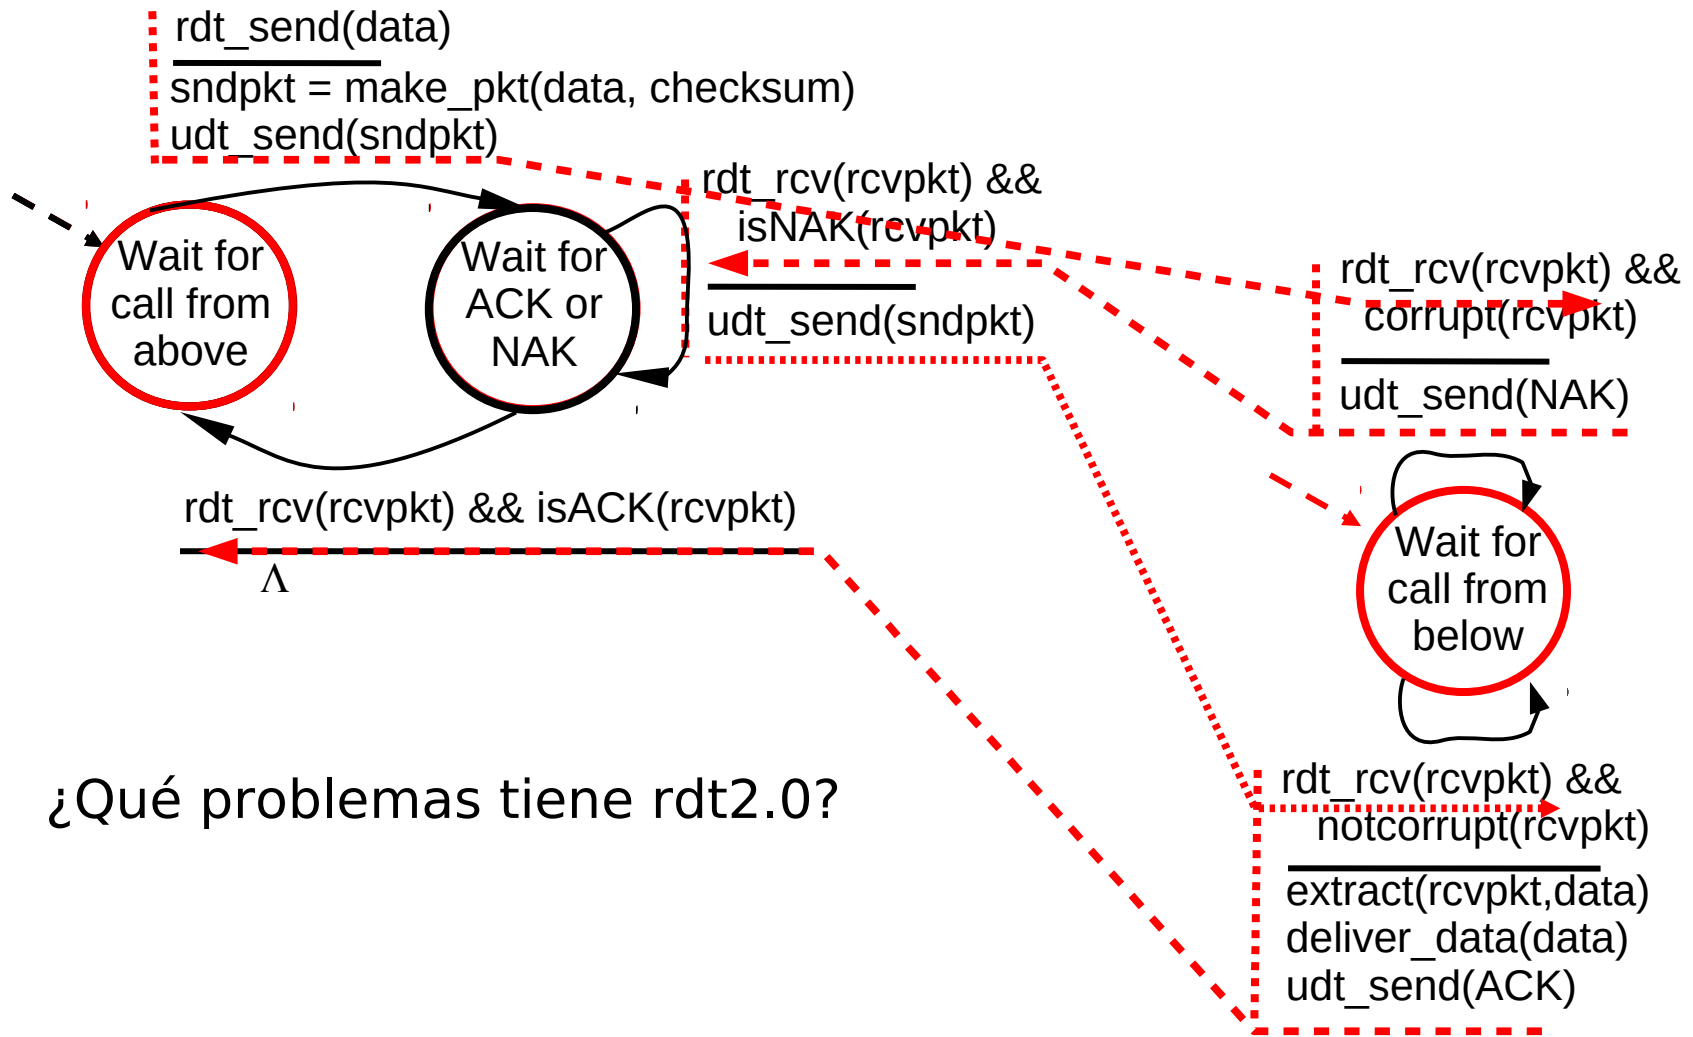 rdt_send(data)
sndpkt = make_pkt(data, checksum)
udt_send(sndpkt)
rdt_rcv(rcvpkt) &&
isNAK(rcvpkt)
udt_send(sndpkt)
Wait for
call from
above
Wait for
ACK or
NAK
rdt_rcv(rcvpkt) && isACK(rcvpkt)
Λ
rdt_rcv(rcvpkt) &&
corrupt(rcvpkt)
udt_send(NAK)
Wait for
call from
below
¿Qué problemas tiene rdt2.0?
rdt_rcv(rcvpkt) &&
notcorrupt(rcvpkt)
extract(rcvpkt,data)
deliver_data(data)
udt_send(ACK)